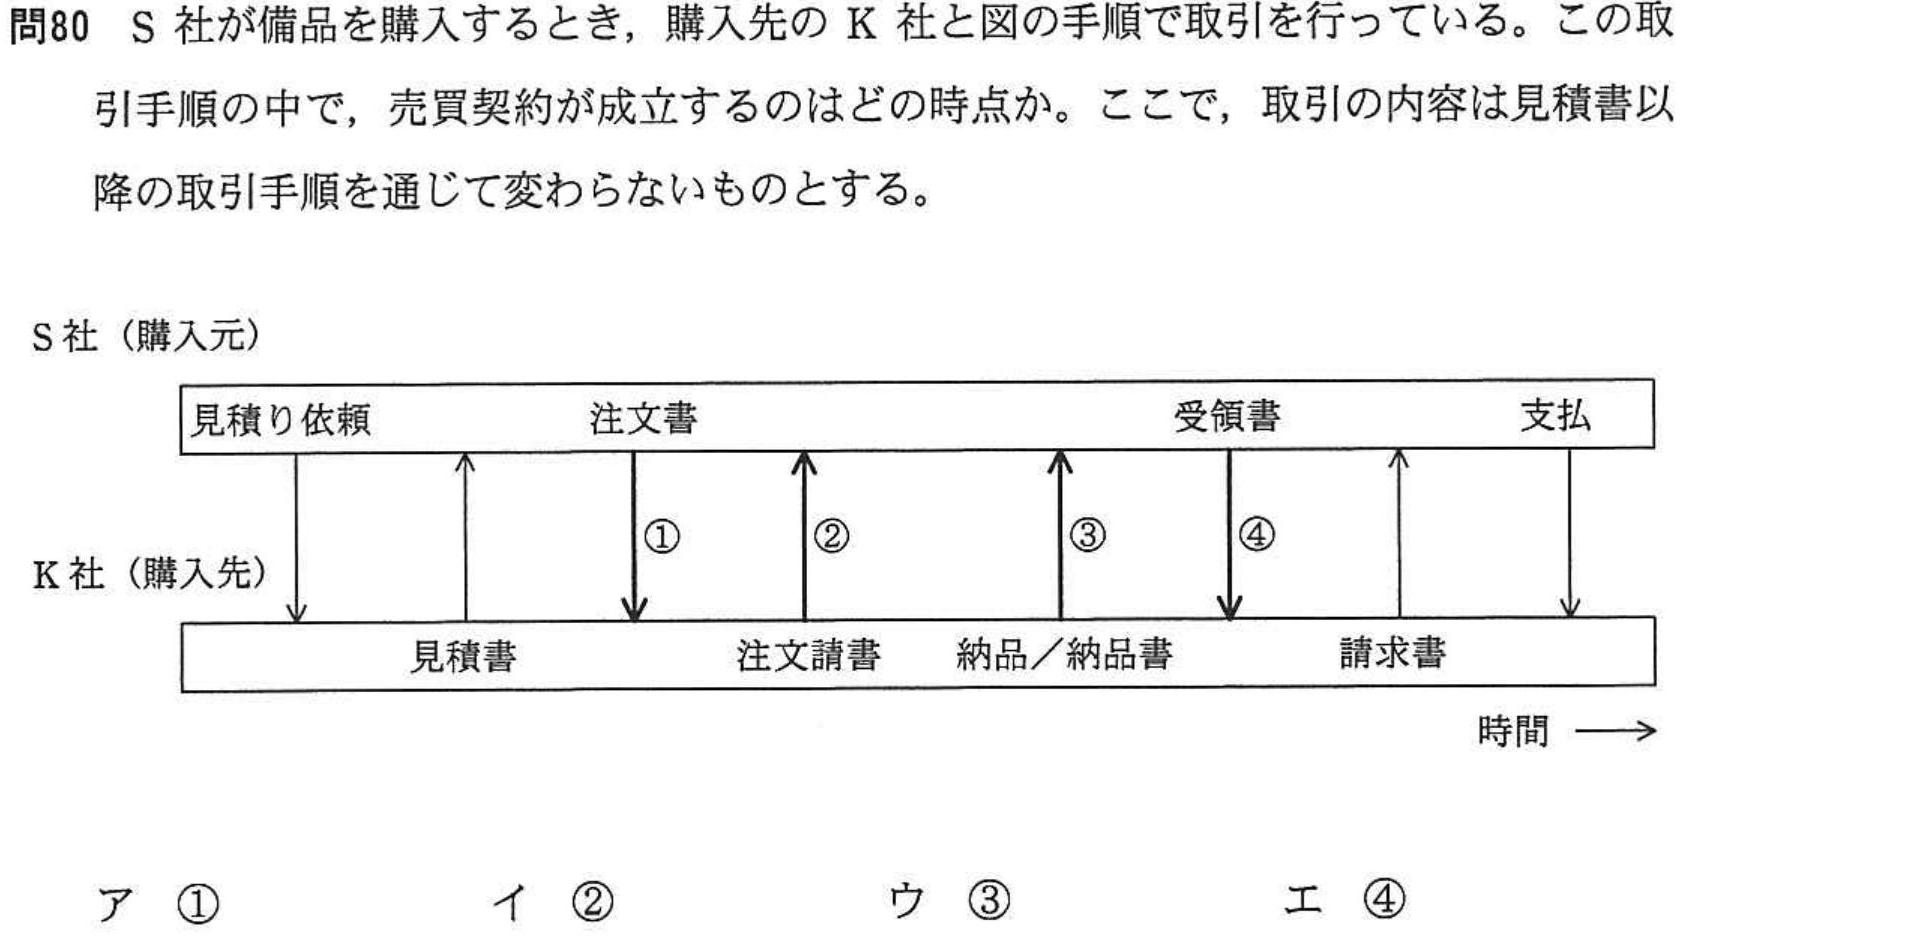 問80 S 社が備品を購入するとき，購入先の K 社と図の手順で取引を行っている。この取
引手順の中で，売買契約が成立するのはどの時点か。ここで，取引の内容は見積書以
降の取引手順を通じて変わらないものとする。
S 社（購入元）
見積り依頼 注文書 受領書 支払
① ② ③ ④
K 社（購入先）
見積書 注文請書 納品／納品書 請求書
時間
ア ① イ ② ウ ③ エ ④